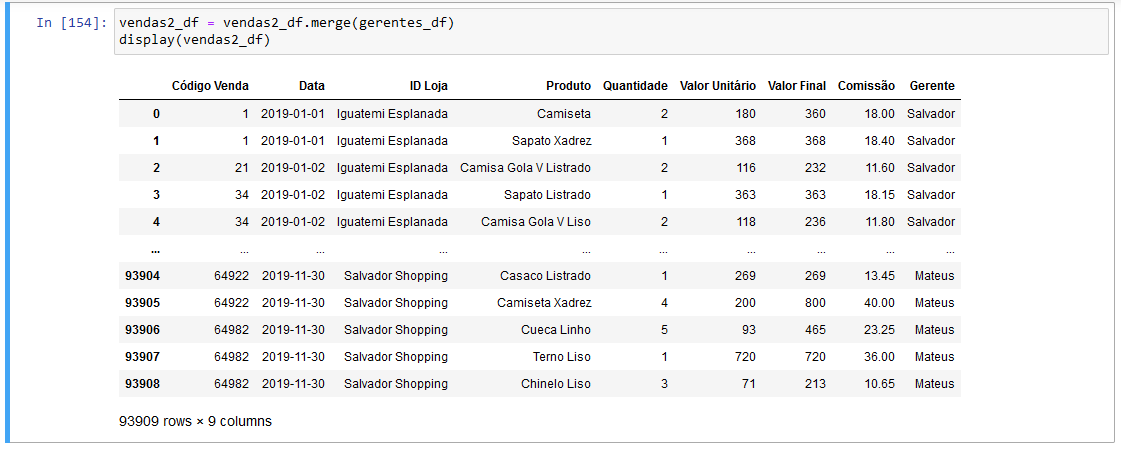 In [154]: vendas2_df = vendas2_df.merge(gerentes_df)
display(vendas2_df)
Código Venda Data ID Loja Produto Quantidade Valor Unitário Valor Final Comissão Gerente
0 1 2019-01-01 Iguatemi Esplanada Camiseta 2 180 360 18.00 Salvador
1 1 2019-01-01 Iguatemi Esplanada Sapato Xadrez 1 368 368 18.40 Salvador
2 21 2019-01-02 Iguatemi Esplanada Camisa Gola V Listrado 2 116 232 11.60 Salvador
3 34 2019-01-02 Iguatemi Esplanada Sapato Listrado 1 363 363 18.15 Salvador
4 34 2019-01-02 Iguatemi Esplanada Camisa Gola V Liso 2 118 236 11.80 Salvador
... ... ... ... ... ... ... ... ... ...
93904 64922 2019-11-30 Salvador Shopping Casaco Listrado 1 269 269 13.45 Mateus
93905 64922 2019-11-30 Salvador Shopping Camiseta Xadrez 4 200 800 40.00 Mateus
93906 64982 2019-11-30 Salvador Shopping Cueca Linho 5 93 465 23.25 Mateus
93907 64982 2019-11-30 Salvador Shopping Terno Liso 1 720 720 36.00 Mateus
93908 64982 2019-11-30 Salvador Shopping Chinelo Liso 3 71 213 10.65 Mateus
93909 rows × 9 columns